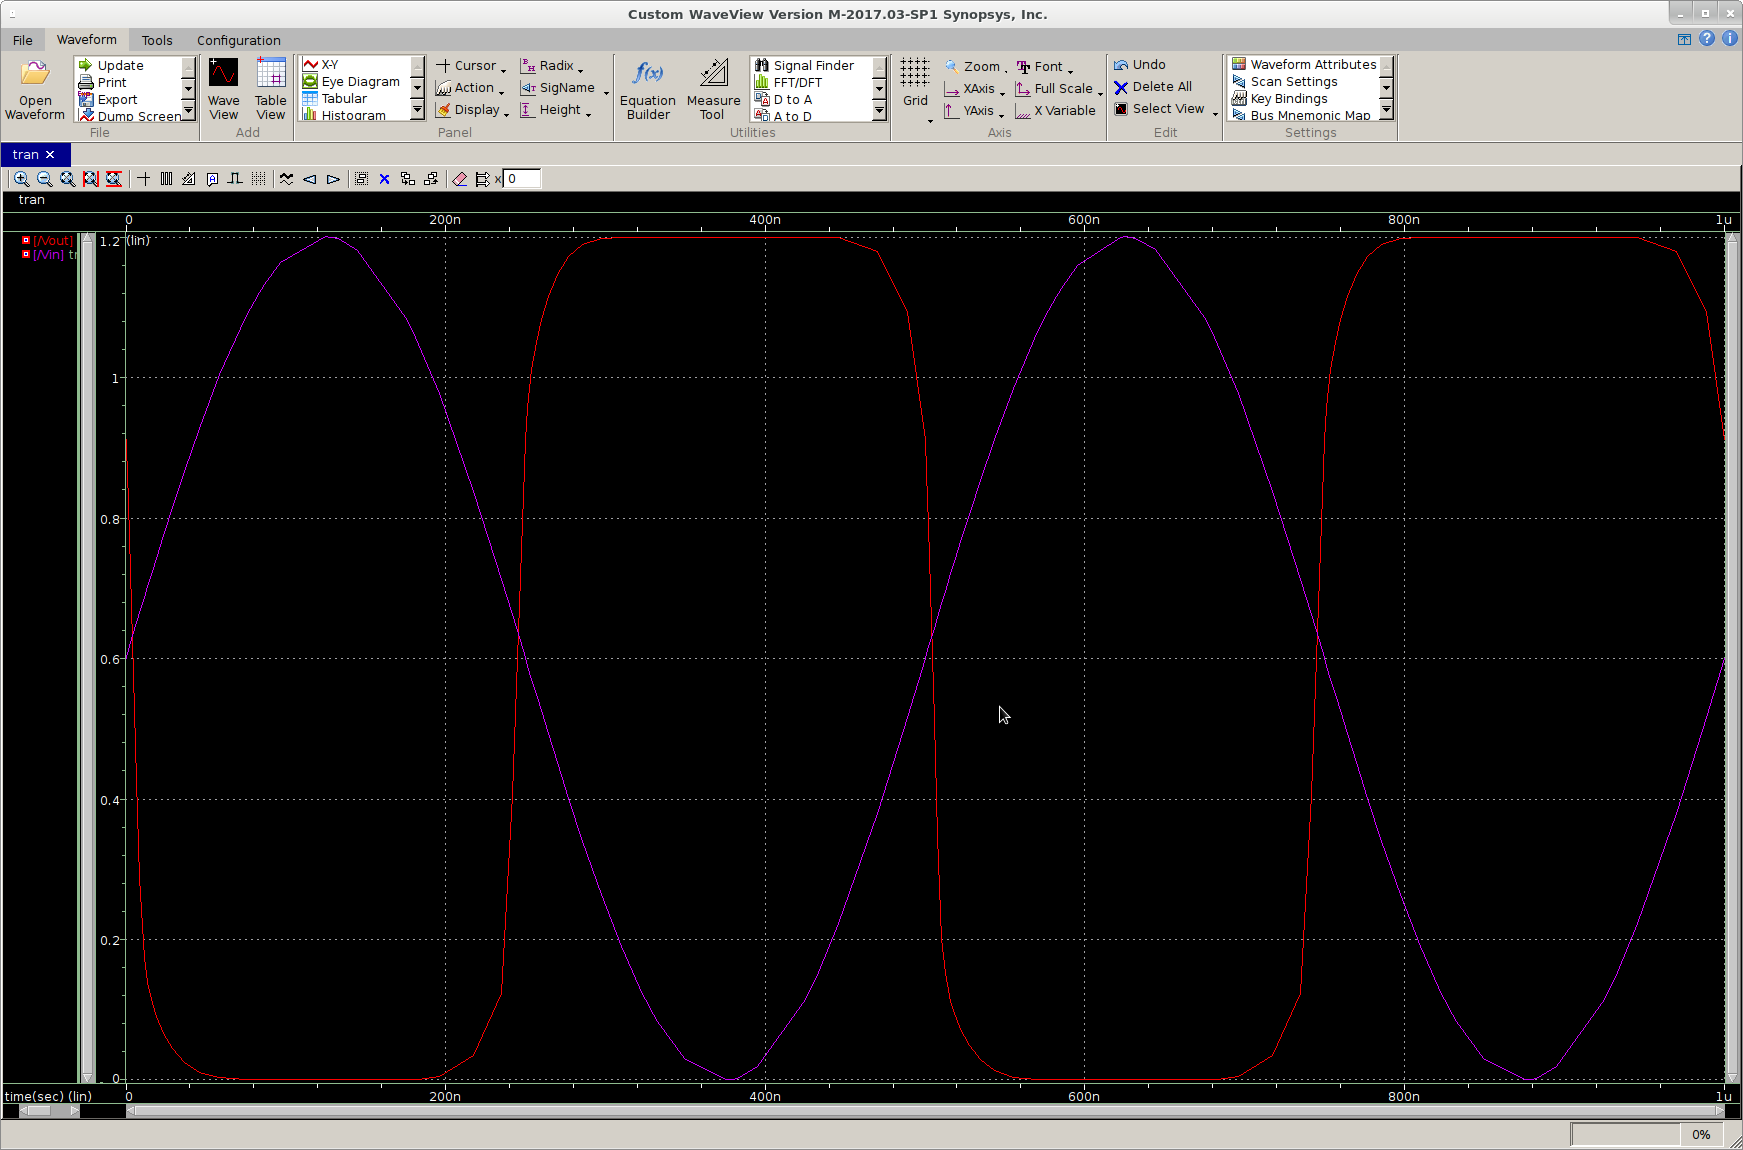 Custom WaveView Version M-2017.03-SP1 Synopsys, Inc.
File Waveform Tools Configuration
Open Waveform
Update
Print
Export
Dump Screen
File
Wave View
Table View
Add
X-Y
Eye Diagram
Tabular
Histogram
Cursor
Action
Display
Radix
SigName
Height
Panel
Equation Builder
Measure Tool
Signal Finder
FFT/DFT
D to A
A to D
Utilities
Grid
Zoom
XAxis
YAxis
Font
Full Scale
X Variable
Axis
Undo
Delete All
Select View
Edit
Waveform Attributes
Scan Settings
Key Bindings
Bus Mnemonic Map
Settings
tran
x 0
tran
0 200n 400n 600n 800n 1u
[/Vout]
[/Vin] tr
1.2 (lin)
1
0.8
0.6
0.4
0.2
0
time(sec) (lin) 0 200n 400n 600n 800n 1u
0%